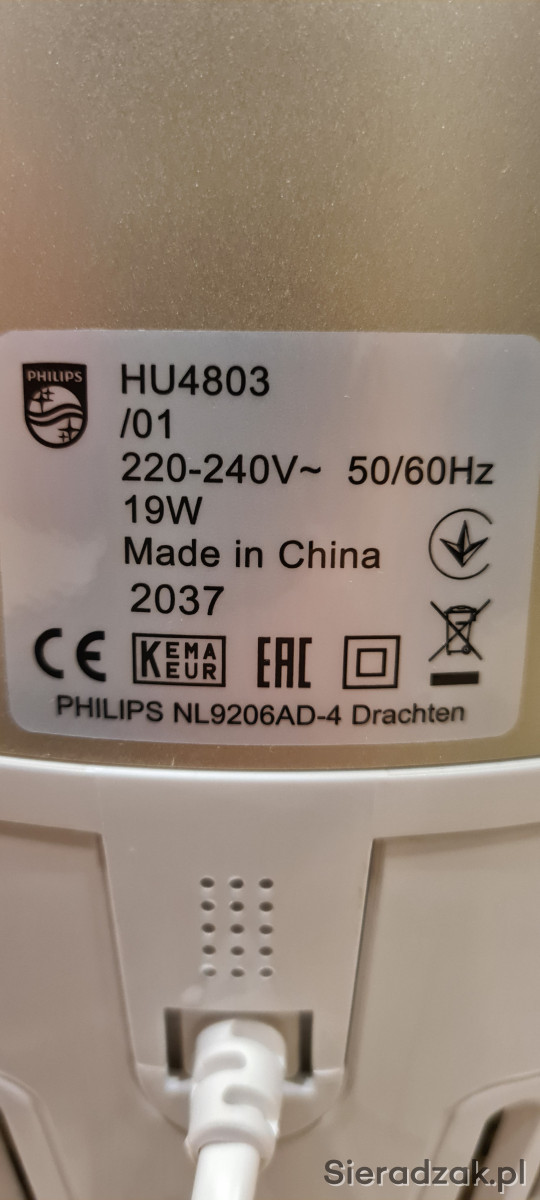 PHILIPS
HU4803
/01
220-240V~ 50/60Hz
19W
Made in China
2037
CE KEMA KEUR EAC
PHILIPS NL9206AD-4 Drachten
Sieradzak.pl